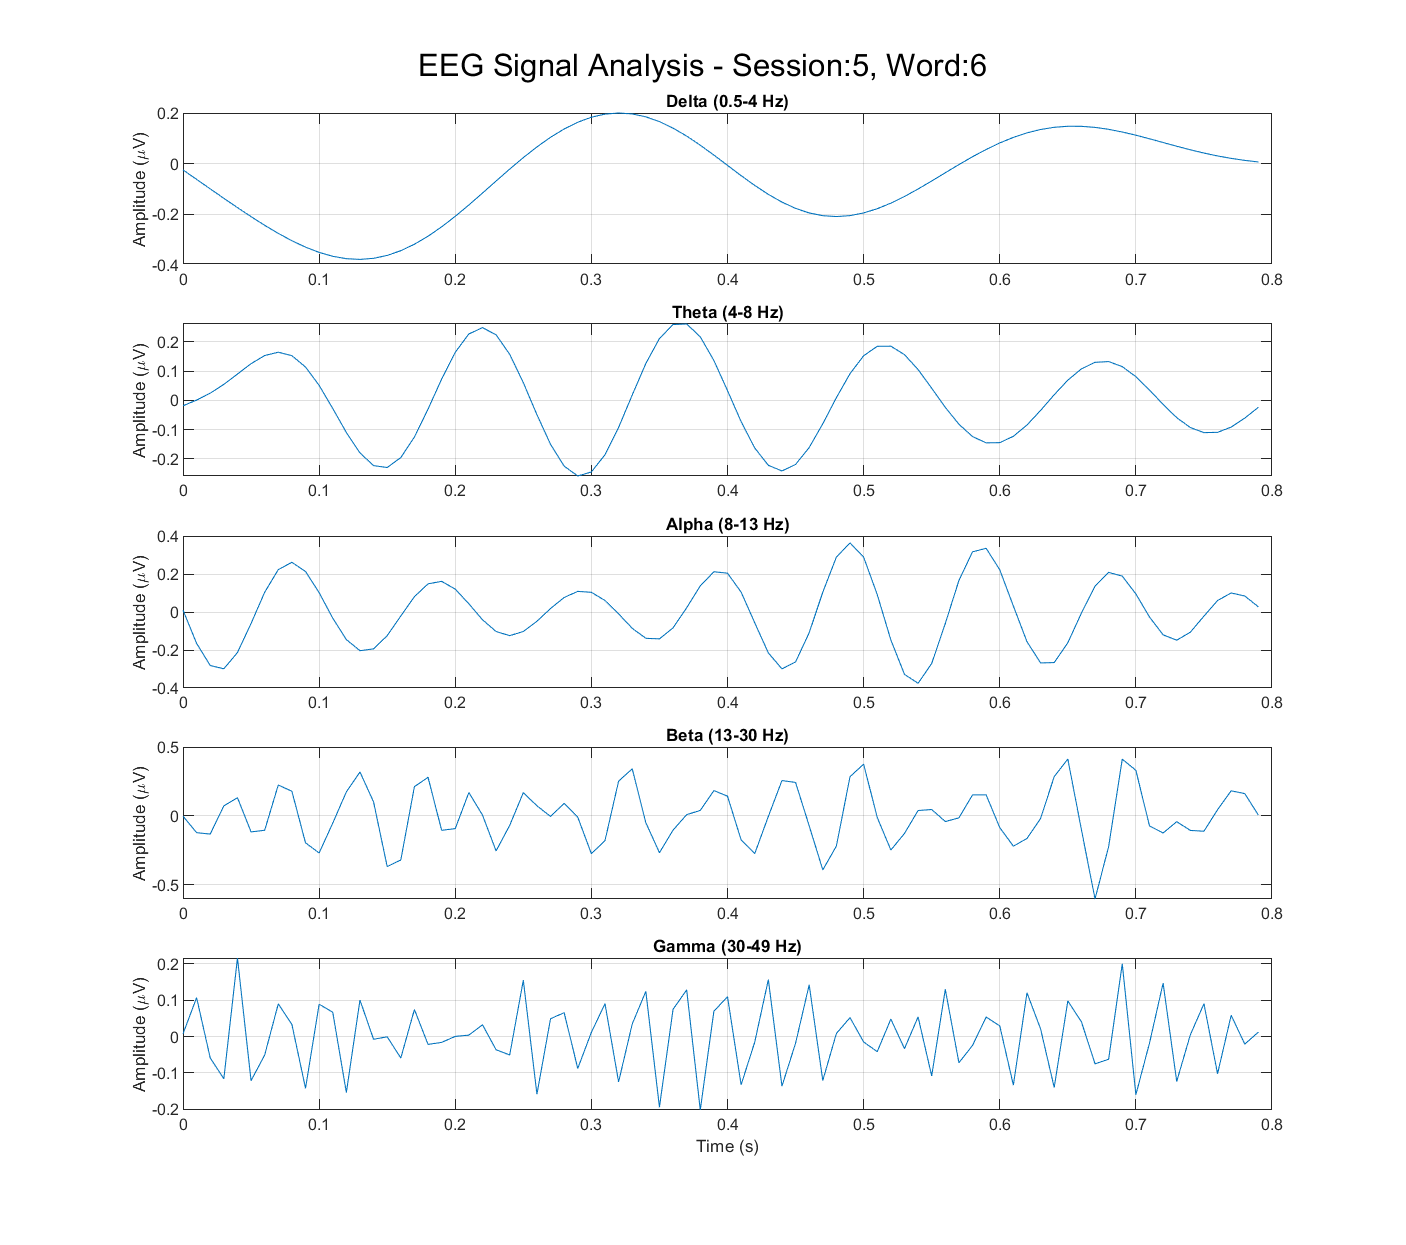 EEG Signal Analysis - Session:5, Word:6
Delta (0.5-4 Hz)
Amplitude (μV)
0.2
0
-0.2
-0.4
0 0.1 0.2 0.3 0.4 0.5 0.6 0.7 0.8
Theta (4-8 Hz)
Amplitude (μV)
0.2
0.1
0
-0.1
-0.2
0 0.1 0.2 0.3 0.4 0.5 0.6 0.7 0.8
Alpha (8-13 Hz)
Amplitude (μV)
0.4
0.2
0
-0.2
-0.4
0 0.1 0.2 0.3 0.4 0.5 0.6 0.7 0.8
Beta (13-30 Hz)
Amplitude (μV)
0.5
0
-0.5
0 0.1 0.2 0.3 0.4 0.5 0.6 0.7 0.8
Gamma (30-49 Hz)
Amplitude (μV)
0.2
0.1
0
-0.1
-0.2
0 0.1 0.2 0.3 0.4 0.5 0.6 0.7 0.8
Time (s)